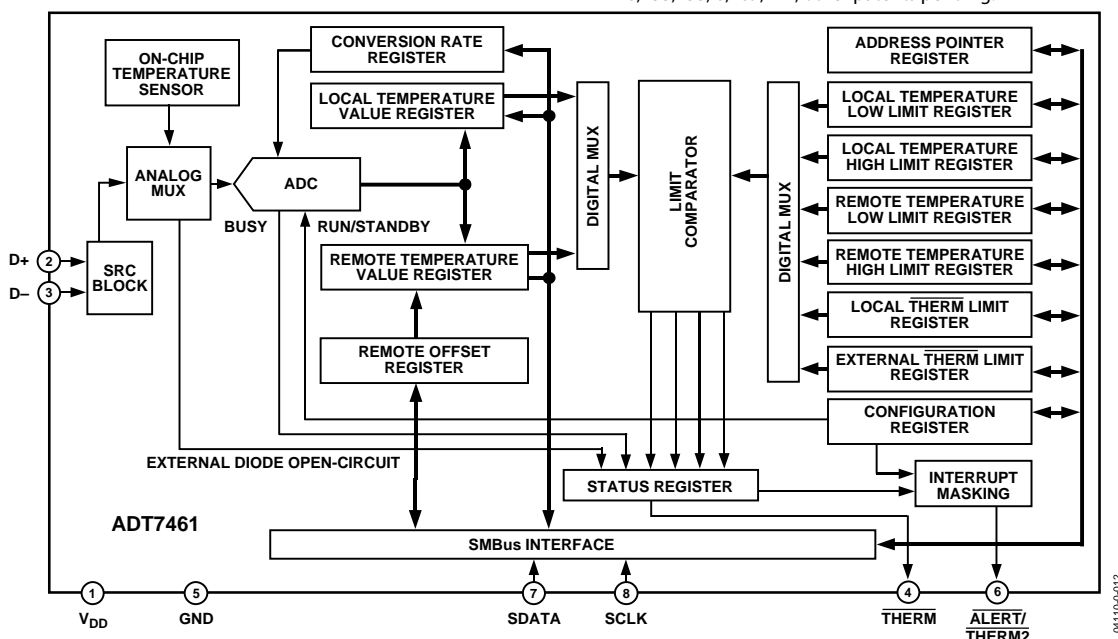 ON-CHIP
TEMPERATURE
SENSOR
CONVERSION RATE
REGISTER
LOCAL TEMPERATURE
VALUE REGISTER
ANALOG
MUX
ADC
BUSY
RUN/STANDBY
D+
2
D–
3
SRC
BLOCK
REMOTE TEMPERATURE
VALUE REGISTER
REMOTE OFFSET
REGISTER
DIGITAL MUX
LIMIT
COMPARATOR
DIGITAL MUX
ADDRESS POINTER
REGISTER
LOCAL TEMPERATURE
LOW LIMIT REGISTER
LOCAL TEMPERATURE
HIGH LIMIT REGISTER
REMOTE TEMPERATURE
LOW LIMIT REGISTER
REMOTE TEMPERATURE
HIGH LIMIT REGISTER
LOCAL THERM LIMIT
REGISTER
EXTERNAL THERM LIMIT
REGISTER
CONFIGURATION
REGISTER
EXTERNAL DIODE OPEN-CIRCUIT
STATUS REGISTER
INTERRUPT
MASKING
ADT7461
SMBus INTERFACE
1
VDD
5
GND
7
SDATA
8
SCLK
4
THERM
6
ALERT/
THERM2